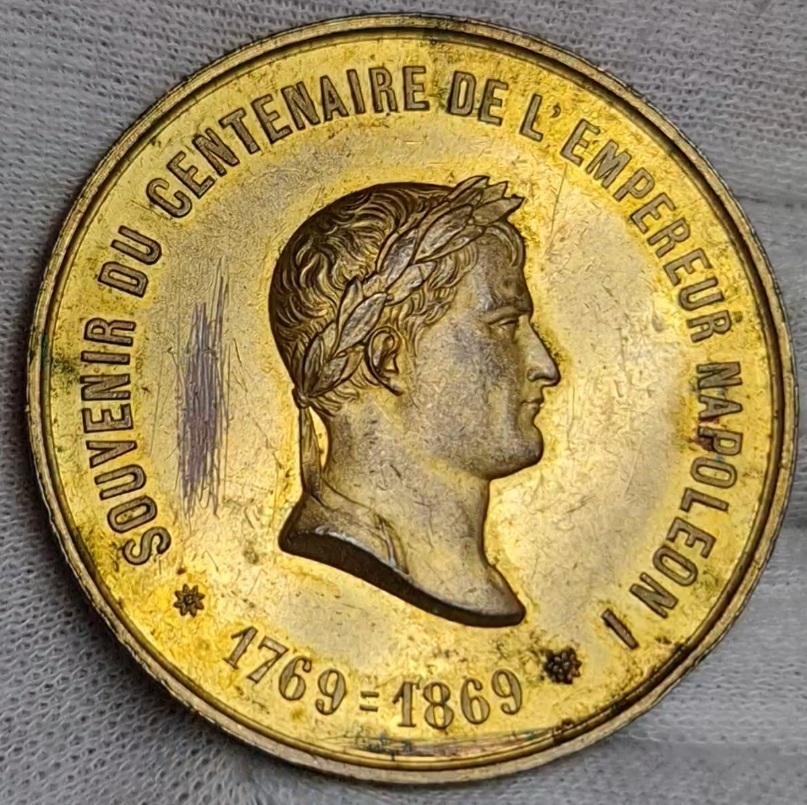 SOUVENIR DU CENTENAIRE DE L'EMPEREUR NAPOLEON I
1769=1869